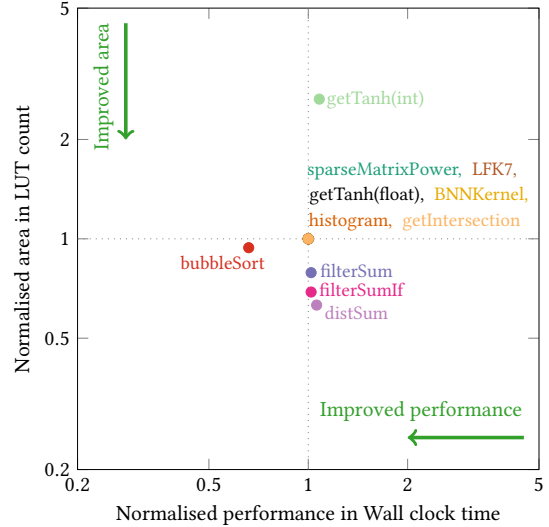 5
2
1
0.5
0.2
Normalised area in LUT count
Improved area
getTanh(int)
sparseMatrixPower, LFK7,
getTanh(float), BNNKernel,
histogram, getIntersection
bubbleSort
filterSum
filterSumIf
distSum
Improved performance
0.2 0.5 1 2 5
Normalised performance in Wall clock time